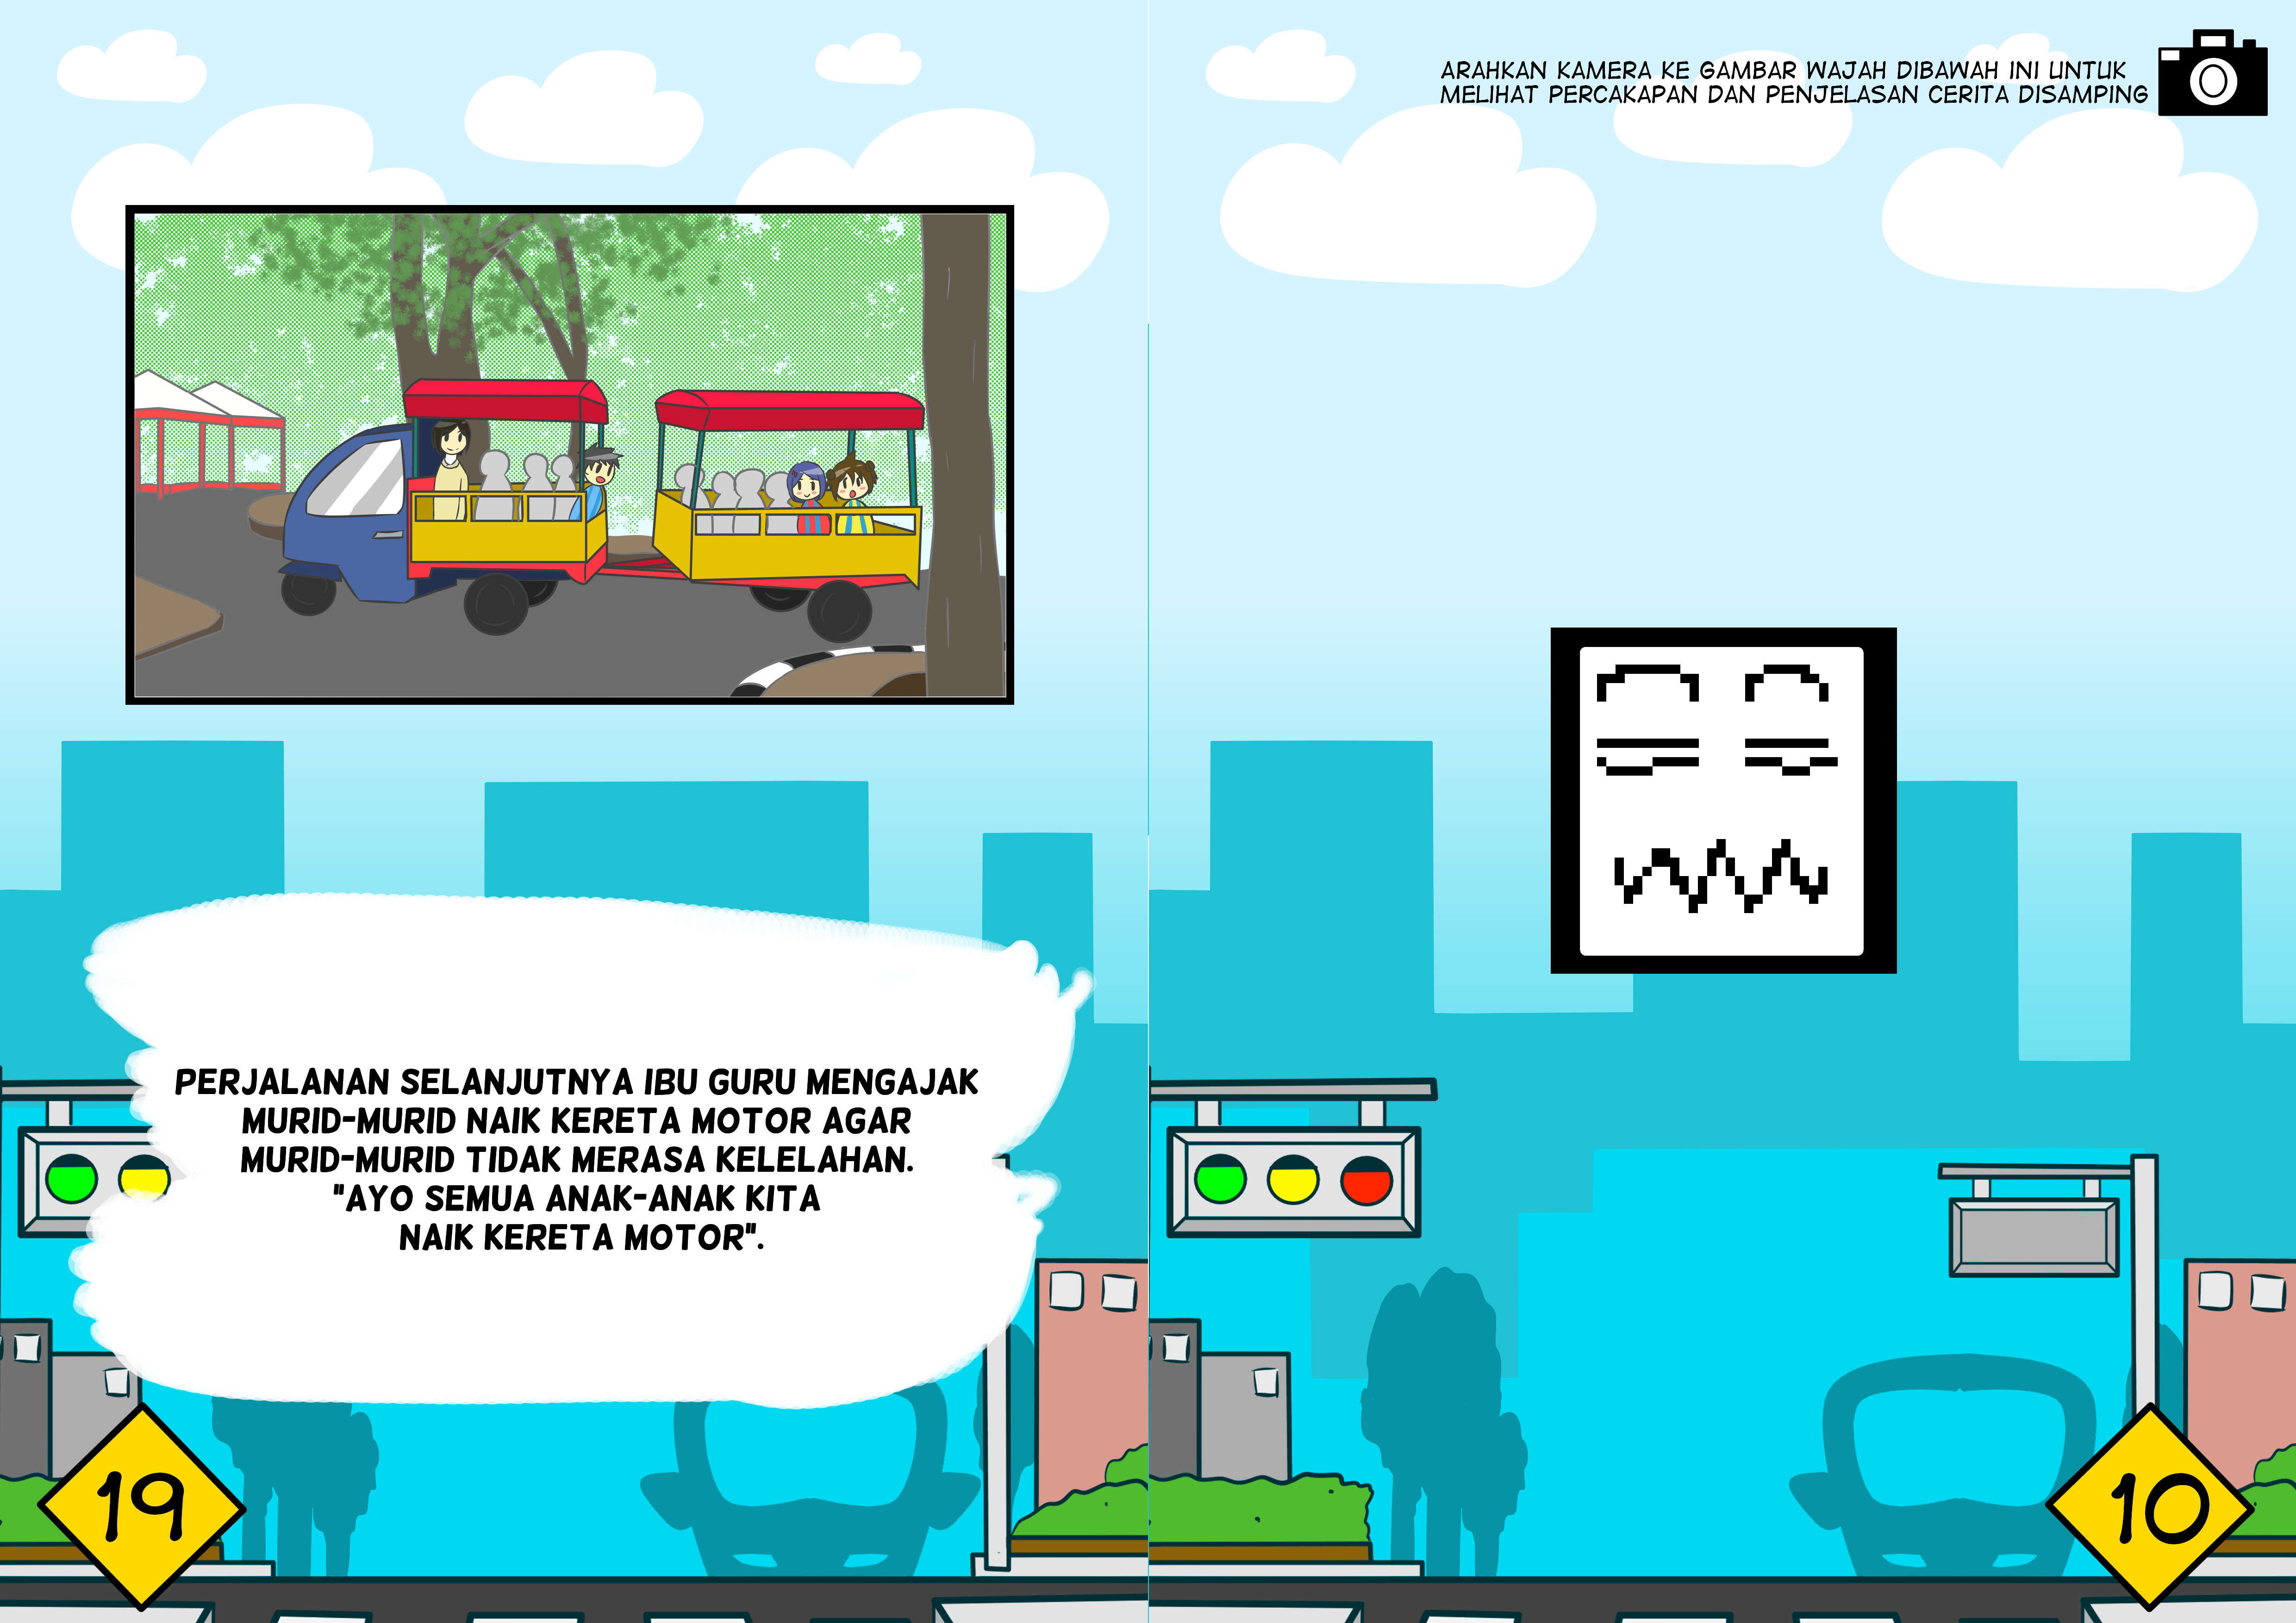 PERJALANAN SELANJUTNYA IBU GURU MENGAJAK
MURID-MURID NAIK KERETA MOTOR AGAR
MURID-MURID TIDAK MERASA KELELAHAN.
"AYO SEMUA ANAK-ANAK KITA
NAIK KERETA MOTOR".
19
ARAHKAN KAMERA KE GAMBAR WAJAH DIBAWAH INI UNTUK
MELIHAT PERCAKAPAN DAN PENJELASAN CERITA DISAMPING
10